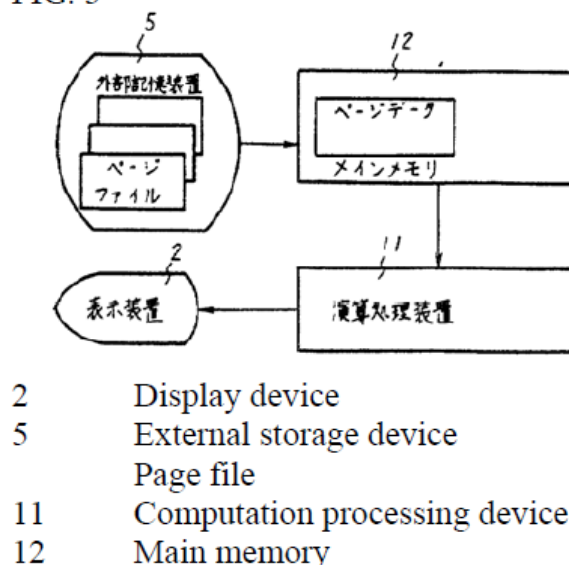 5
12
外部記憶装置
ページデータ
ページ
ファイル
メインメモリ
2
11
表示装置
演算処理装置
2 Display device
5 External storage device
Page file
11 Computation processing device
12 Main memory